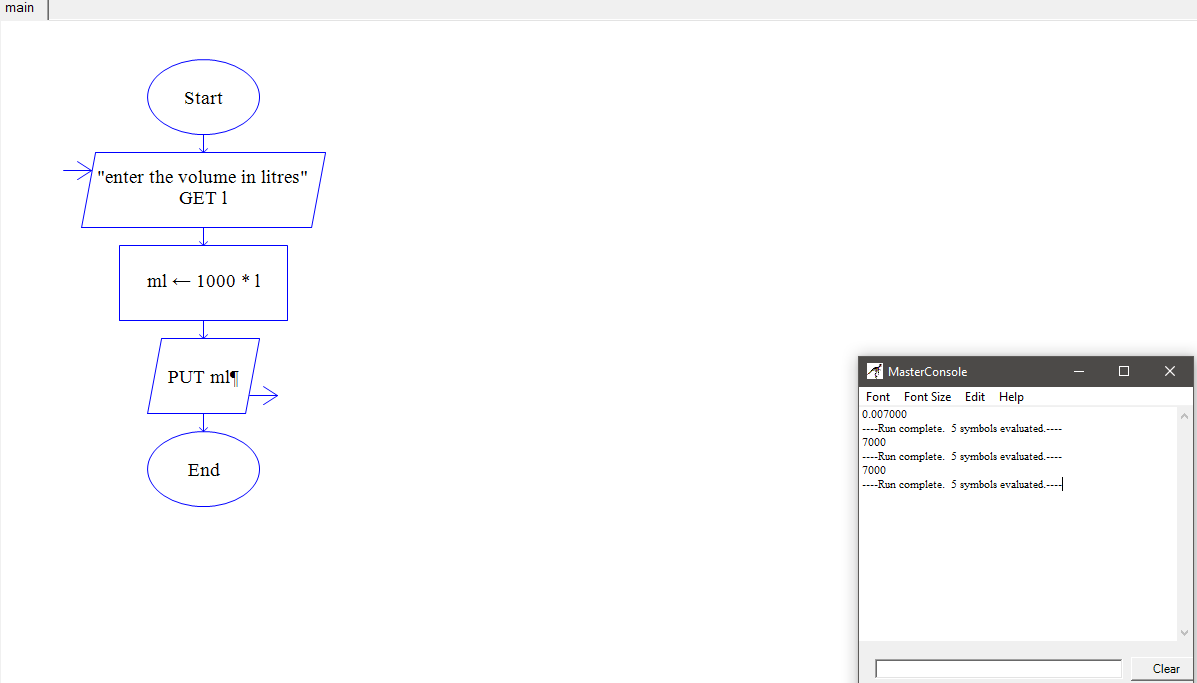 main
Start
"enter the volume in litres"
GET l
ml ← 1000 * l
PUT ml¶
End
MasterConsole
Font Font Size Edit Help
0.007000
----Run complete.  5 symbols evaluated.----
7000
----Run complete.  5 symbols evaluated.----
7000
----Run complete.  5 symbols evaluated.----
Clear